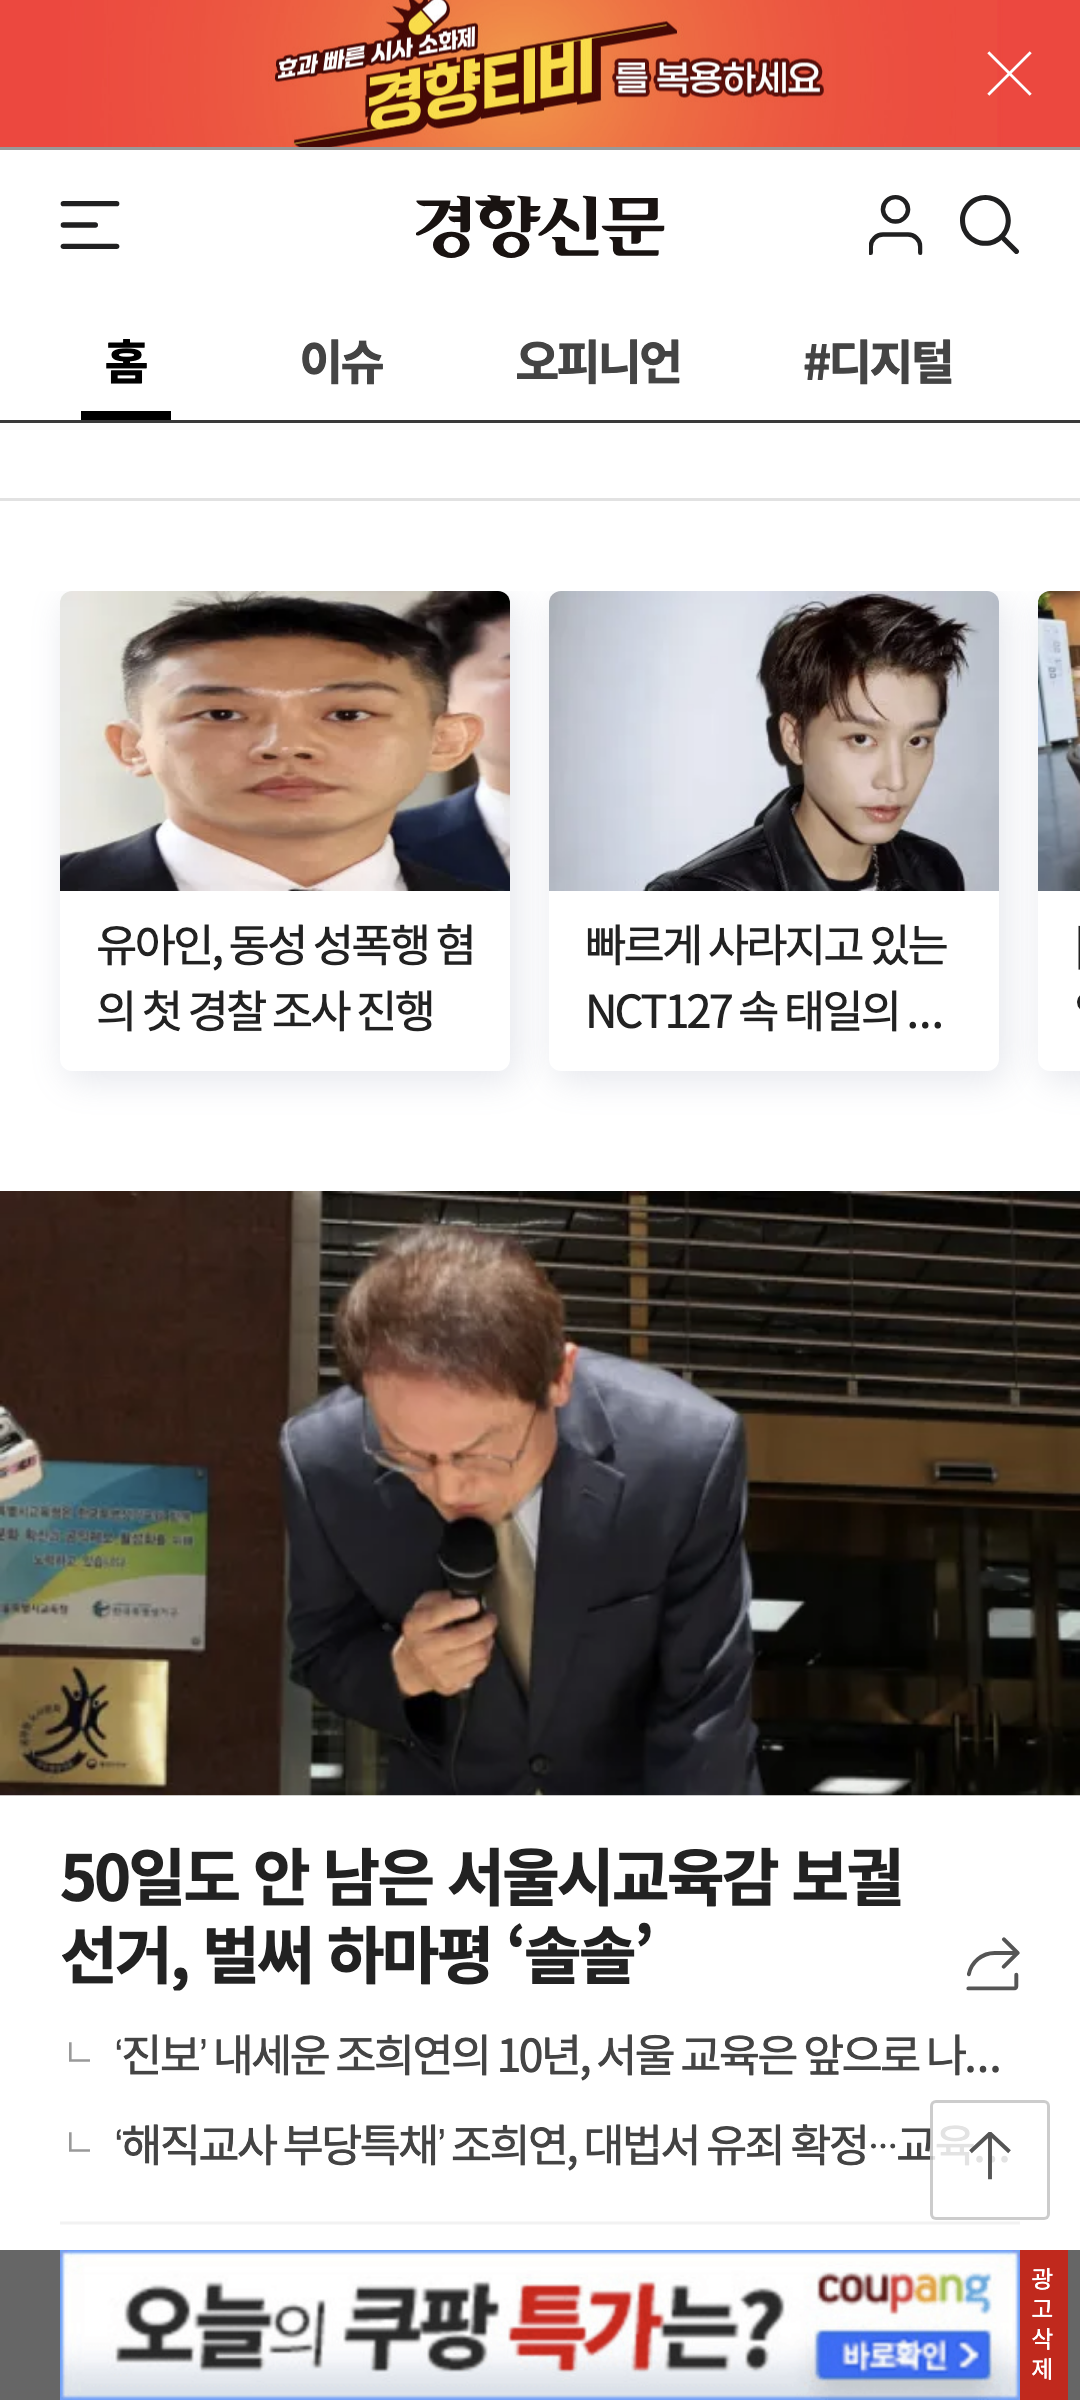 효과 빠른 시사 소화제
경향티비를 복용하세요
경향신문
홈 이슈 오피니언 #디지털
유아인, 동성 성폭행 혐
의 첫 경찰 조사 진행
빠르게 사라지고 있는
NCT127 속 태일의 ...
50일도 안 남은 서울시교육감 보궐
선거, 벌써 하마평 ‘솔솔’
‘진보’ 내세운 조희연의 10년, 서울 교육은 앞으로 나...
‘해직교사 부당특채’ 조희연, 대법서 유죄 확정…교육...
오늘의 쿠팡 특가는?
coupang
바로확인
광고삭제